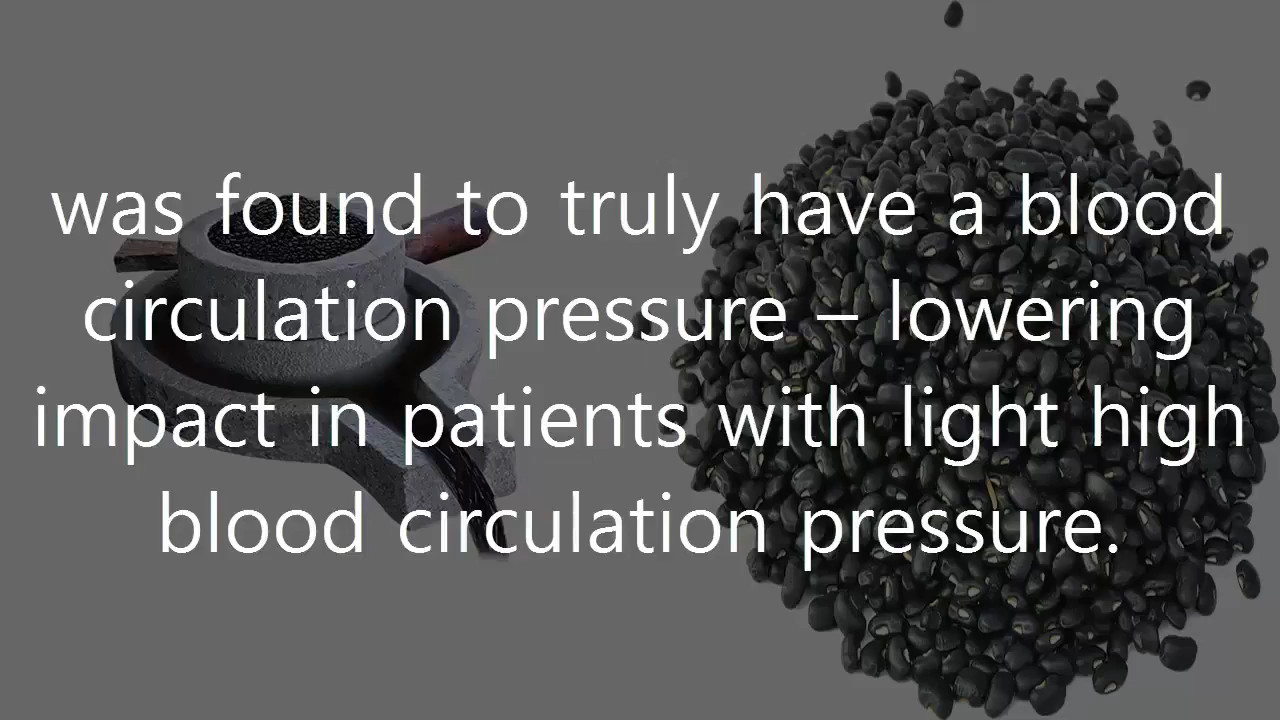 was found to truly have a blood
circulation pressure – lowering
impact in patients with light high
blood circulation pressure.